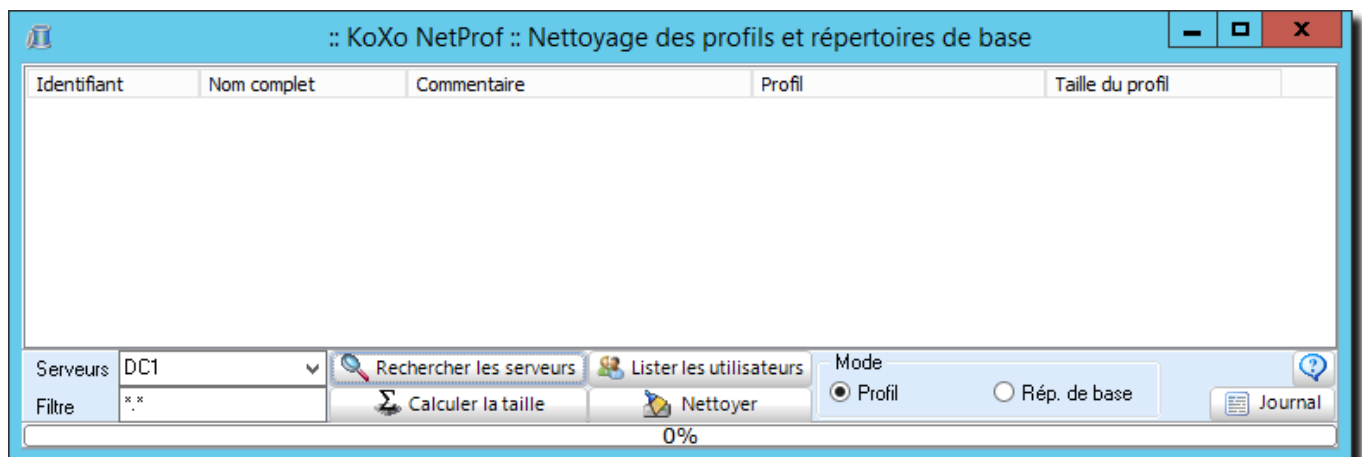 :: KoXo NetProf :: Nettoyage des profils et répertoires de base
Identifiant Nom complet Commentaire Profil Taille du profil
Serveurs DC1 Rechercher les serveurs Lister les utilisateurs Mode
Filtre *.* Calculer la taille Nettoyer Profil Rép. de base Journal
0%